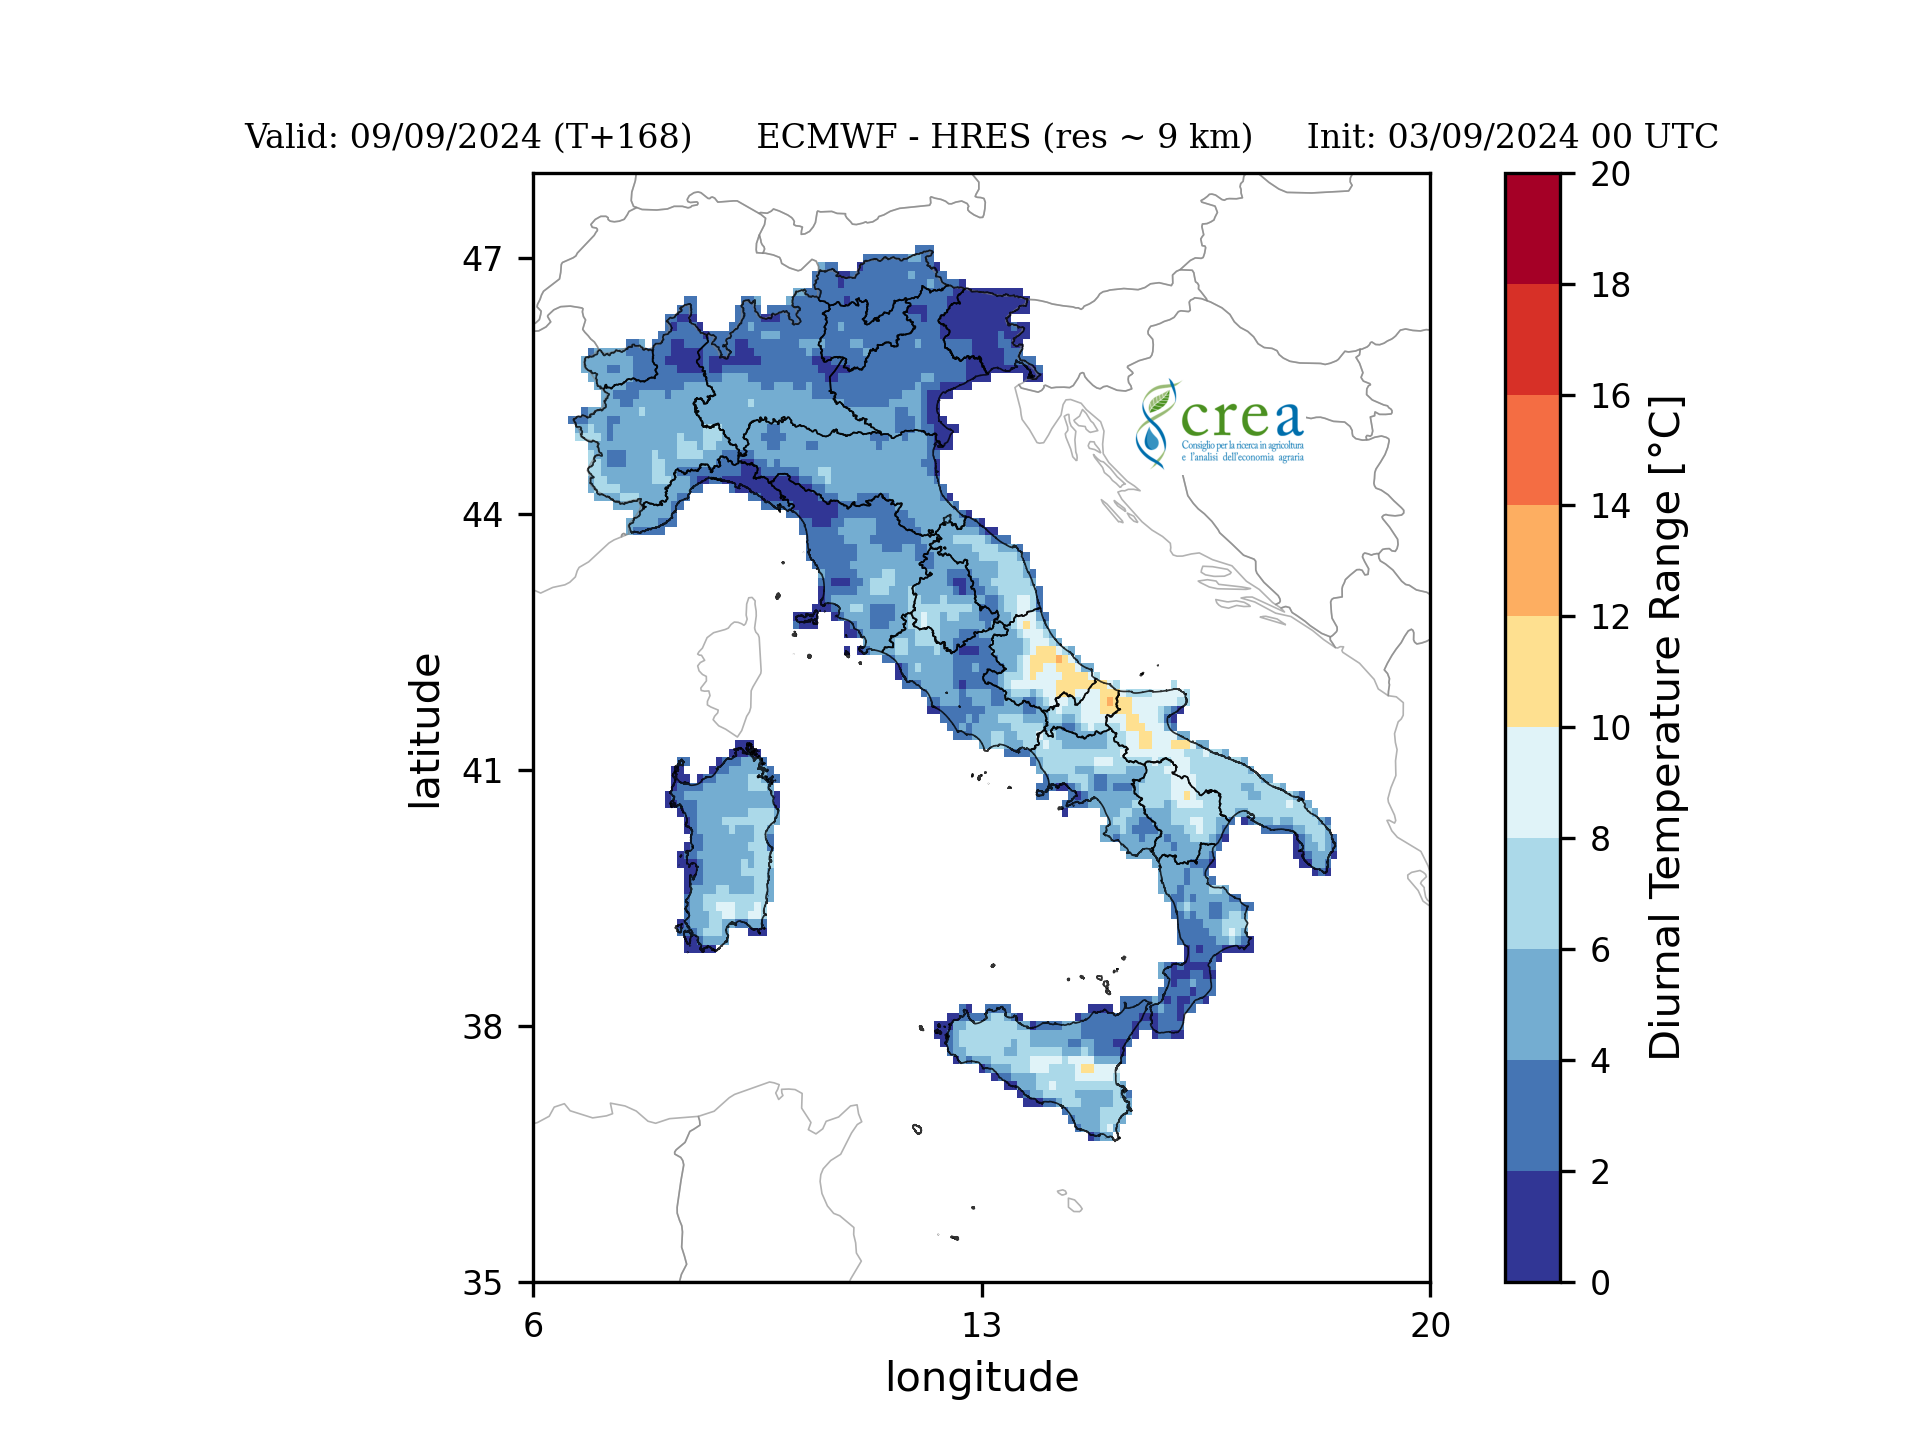 Valid: 09/09/2024 (T+168) ECMWF - HRES (res ~ 9 km) Init: 03/09/2024 00 UTC
47
44
41
38
35
6 13 20
latitude
longitude
crea
Consiglio per la ricerca in agricoltura
e l'analisi dell'economia agraria
20
18
16
14
12
10
8
6
4
2
0
Diurnal Temperature Range [°C]